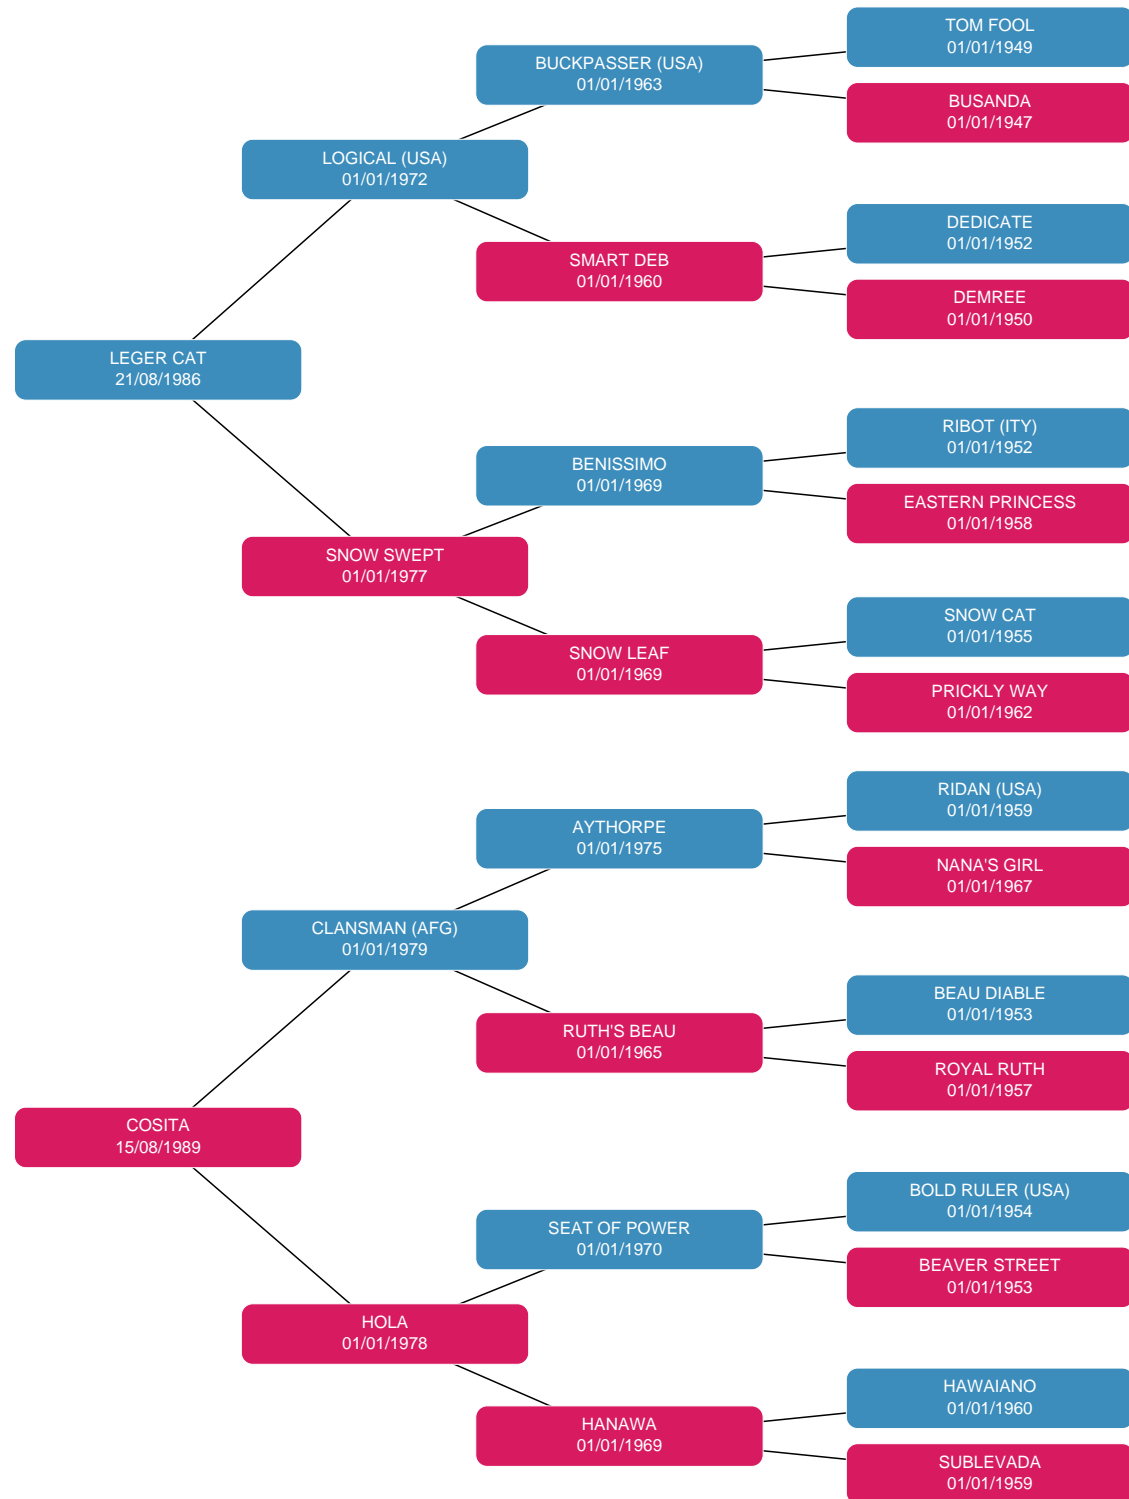 TOM FOOL
01/01/1949
BUCKPASSER (USA)
01/01/1963
BUSANDA
01/01/1947
LOGICAL (USA)
01/01/1972
DEDICATE
01/01/1952
SMART DEB
01/01/1960
DEMREE
01/01/1950
LEGER CAT
21/08/1986
RIBOT (ITY)
01/01/1952
BENISSIMO
01/01/1969
EASTERN PRINCESS
01/01/1958
SNOW SWEPT
01/01/1977
SNOW CAT
01/01/1955
SNOW LEAF
01/01/1969
PRICKLY WAY
01/01/1962
RIDAN (USA)
01/01/1959
AYTHORPE
01/01/1975
NANA'S GIRL
01/01/1967
CLANSMAN (AFG)
01/01/1979
BEAU DIABLE
01/01/1953
RUTH'S BEAU
01/01/1965
ROYAL RUTH
01/01/1957
COSITA
15/08/1989
BOLD RULER (USA)
01/01/1954
SEAT OF POWER
01/01/1970
BEAVER STREET
01/01/1953
HOLA
01/01/1978
HAWAIANO
01/01/1960
HANAWA
01/01/1969
SUBLEVADA
01/01/1959